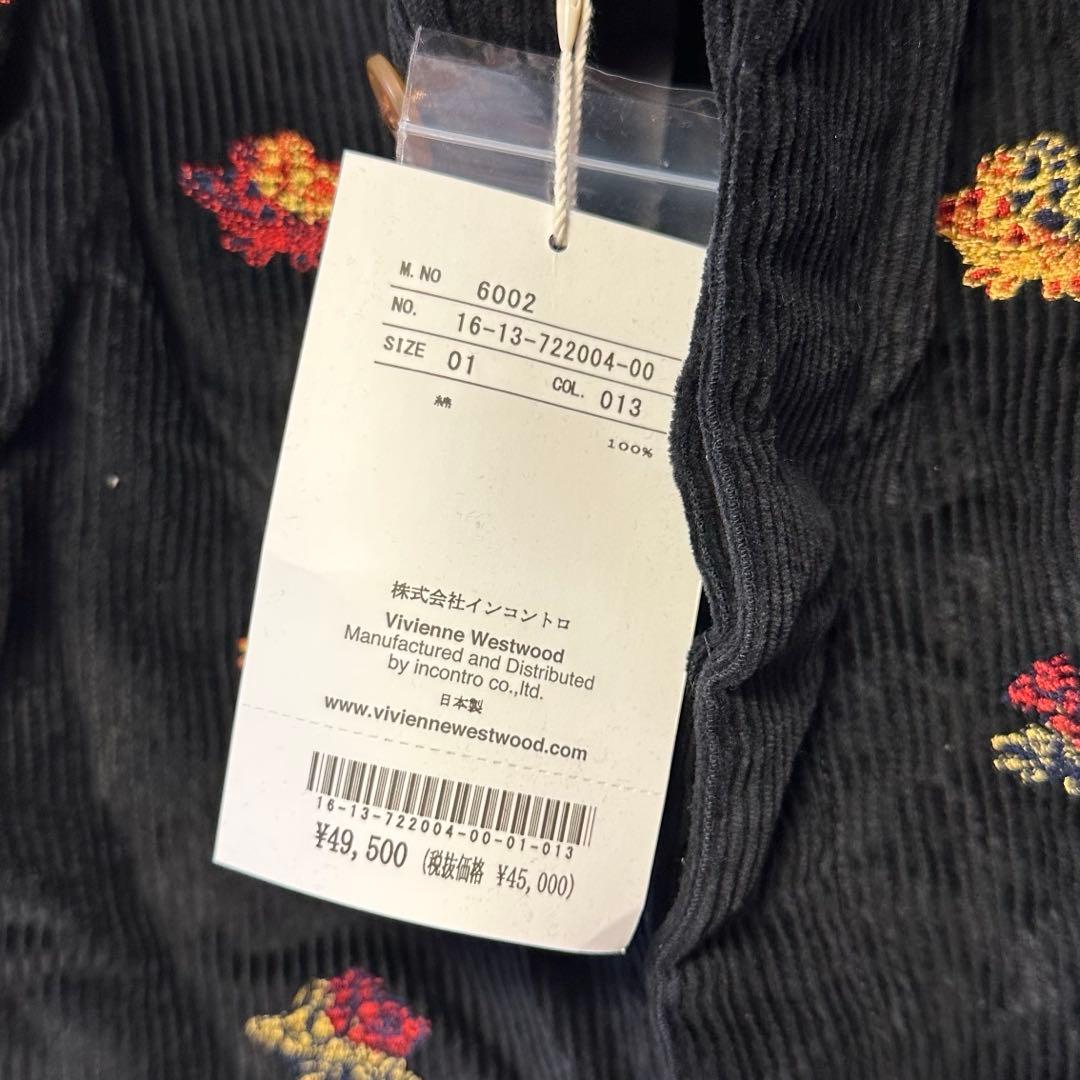 M. NO 6002
NO. 16-13-722004-00
SIZE 01 COL. 013
綿 100%
株式会社インコントロ
Vivienne Westwood
Manufactured and Distributed
by incontro co.,ltd.
日本製
www.viviennewestwood.com
16-13-722004-00-01-013
¥49,500 (税抜価格 ¥45,000)